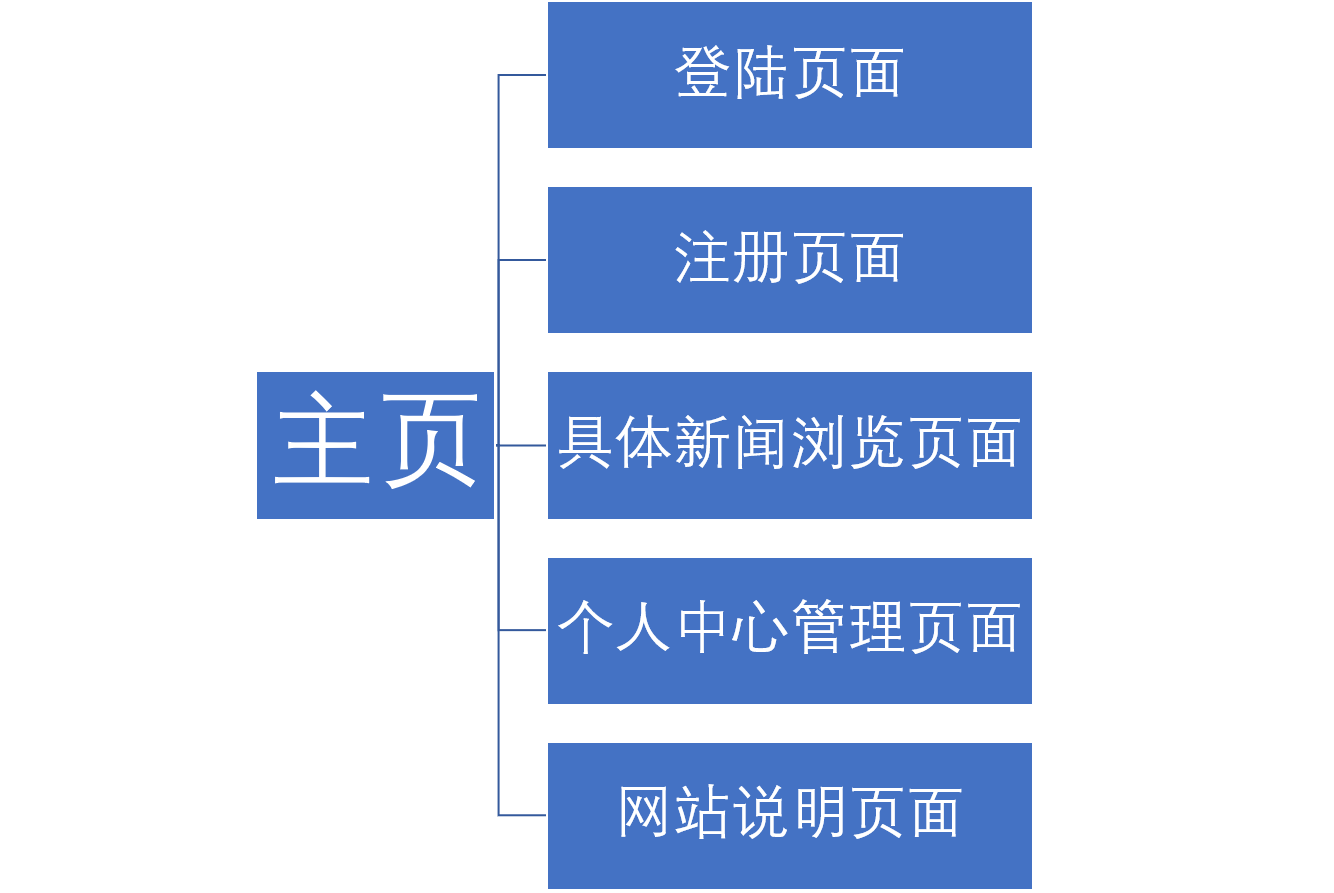 主页
登陆页面
注册页面
具体新闻浏览页面
个人中心管理页面
网站说明页面